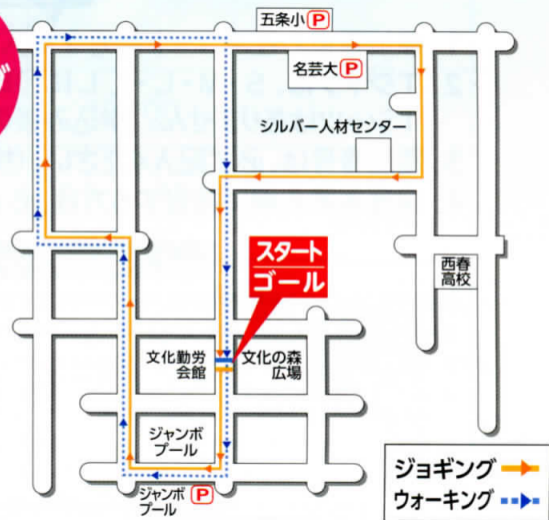 五条小 P
名芸大 P
シルバー人材センター
スタート
ゴール
西春
高校
文化勤労
会館
文化の森
広場
ジャンボ
プール
ジャンボ P
プール
ジョギング
ウォーキング